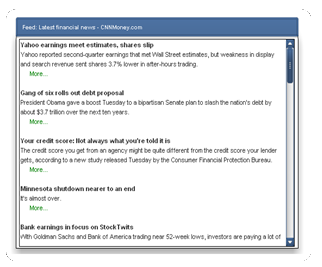 Feed: Latest financial news - CNNMoney.com
Yahoo earnings meet estimates, shares slip
Yahoo reported second-quarter earnings that met Wall Street estimates, but weakness in display
and search revenue sent shares 3.7% lower in after-hours trading.
More...
Gang of six rolls out debt proposal
President Obama gave a boost Tuesday to a bipartisan Senate plan to slash the nation's debt by
about $3.7 trillion over the next ten years.
More...
Your credit score: Not always what you're told it is
The credit score you get from an agency might be quite different from the credit score your lender
gets, according to a new study released Tuesday by the Consumer Financial Protection Bureau.
More...
Minnesota shutdown nearer to an end
It's almost over.
More...
Bank earnings in focus on StockTwits
With Goldman Sachs and Bank of America trading near 52-week lows, investors are paying a lot of